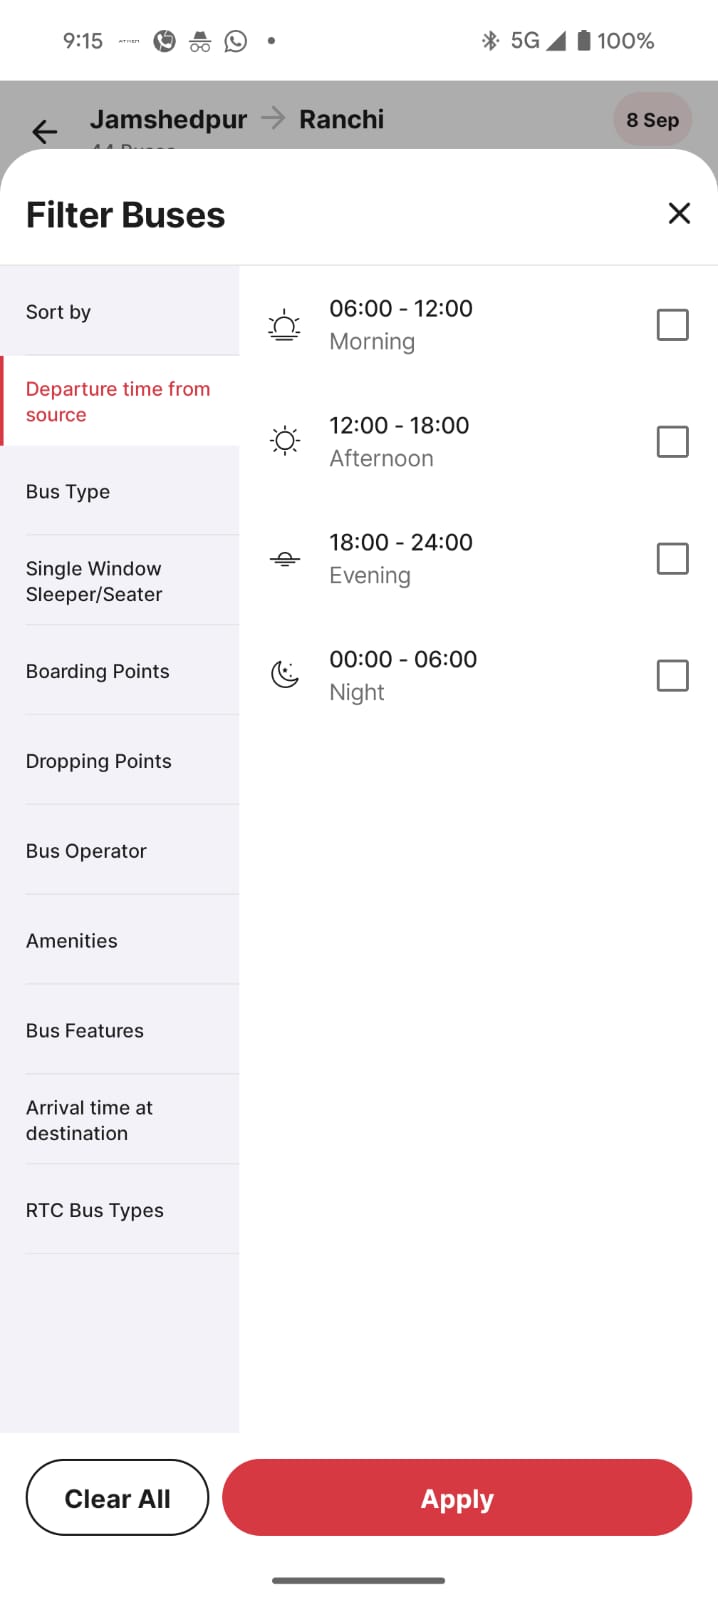 9:15
5G
100%
Jamshedpur → Ranchi
8 Sep
Filter Buses
Sort by
Departure time from
source
Bus Type
Single Window
Sleeper/Seater
Boarding Points
Dropping Points
Bus Operator
Amenities
Bus Features
Arrival time at
destination
RTC Bus Types
06:00 - 12:00
Morning
12:00 - 18:00
Afternoon
18:00 - 24:00
Evening
00:00 - 06:00
Night
Clear All
Apply